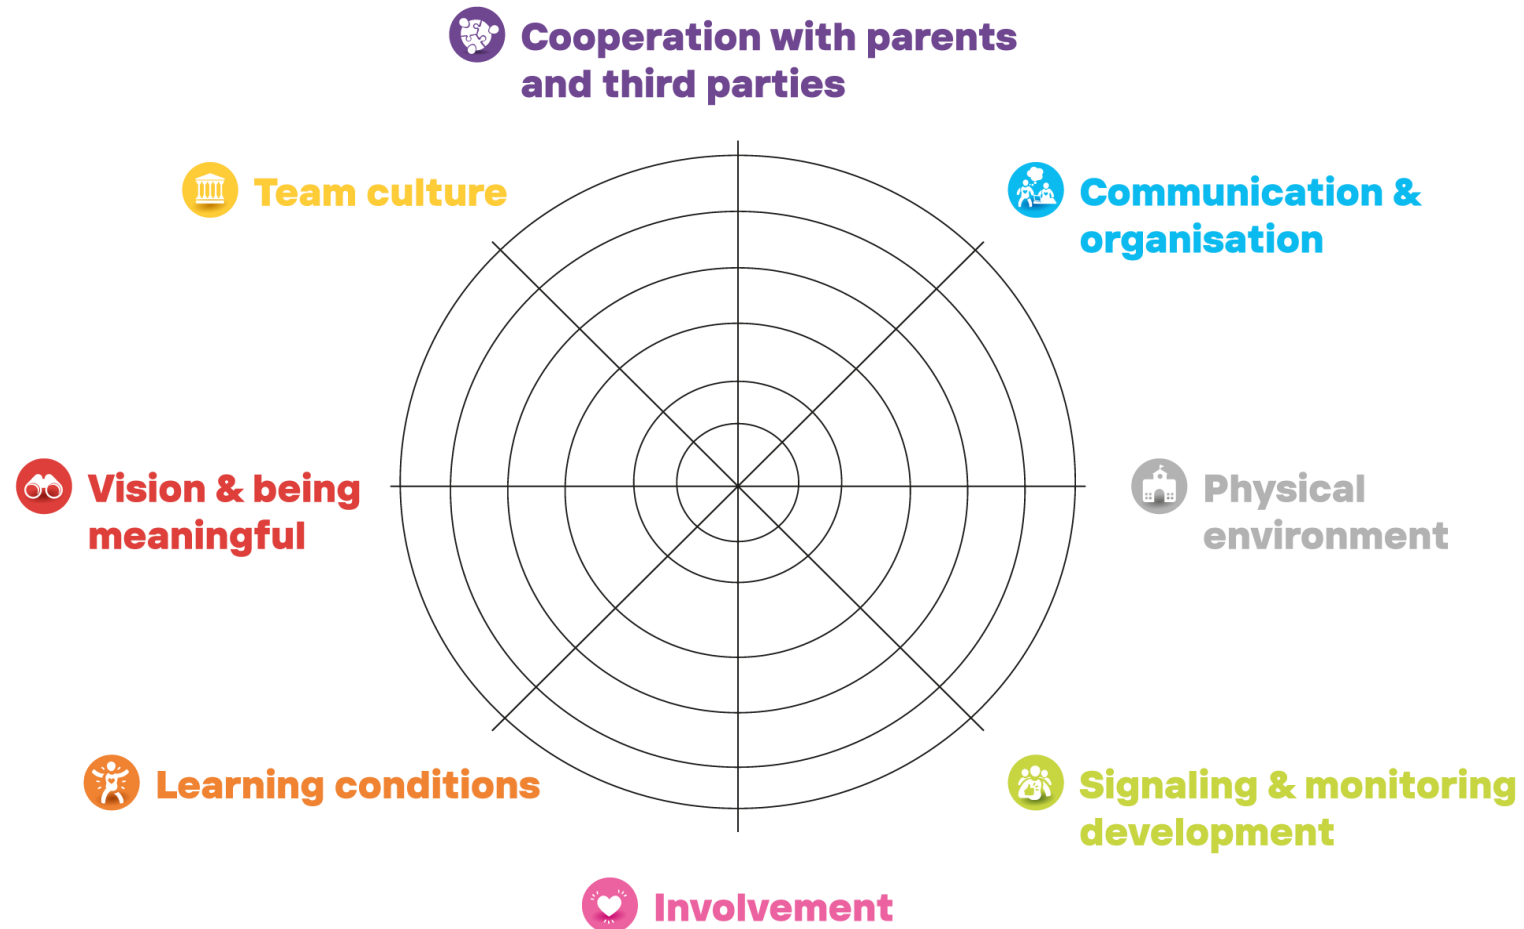 Cooperation with parents
and third parties
Team culture
Communication &
organisation
Vision & being
meaningful
Physical
environment
Learning conditions
Signaling & monitoring
development
Involvement